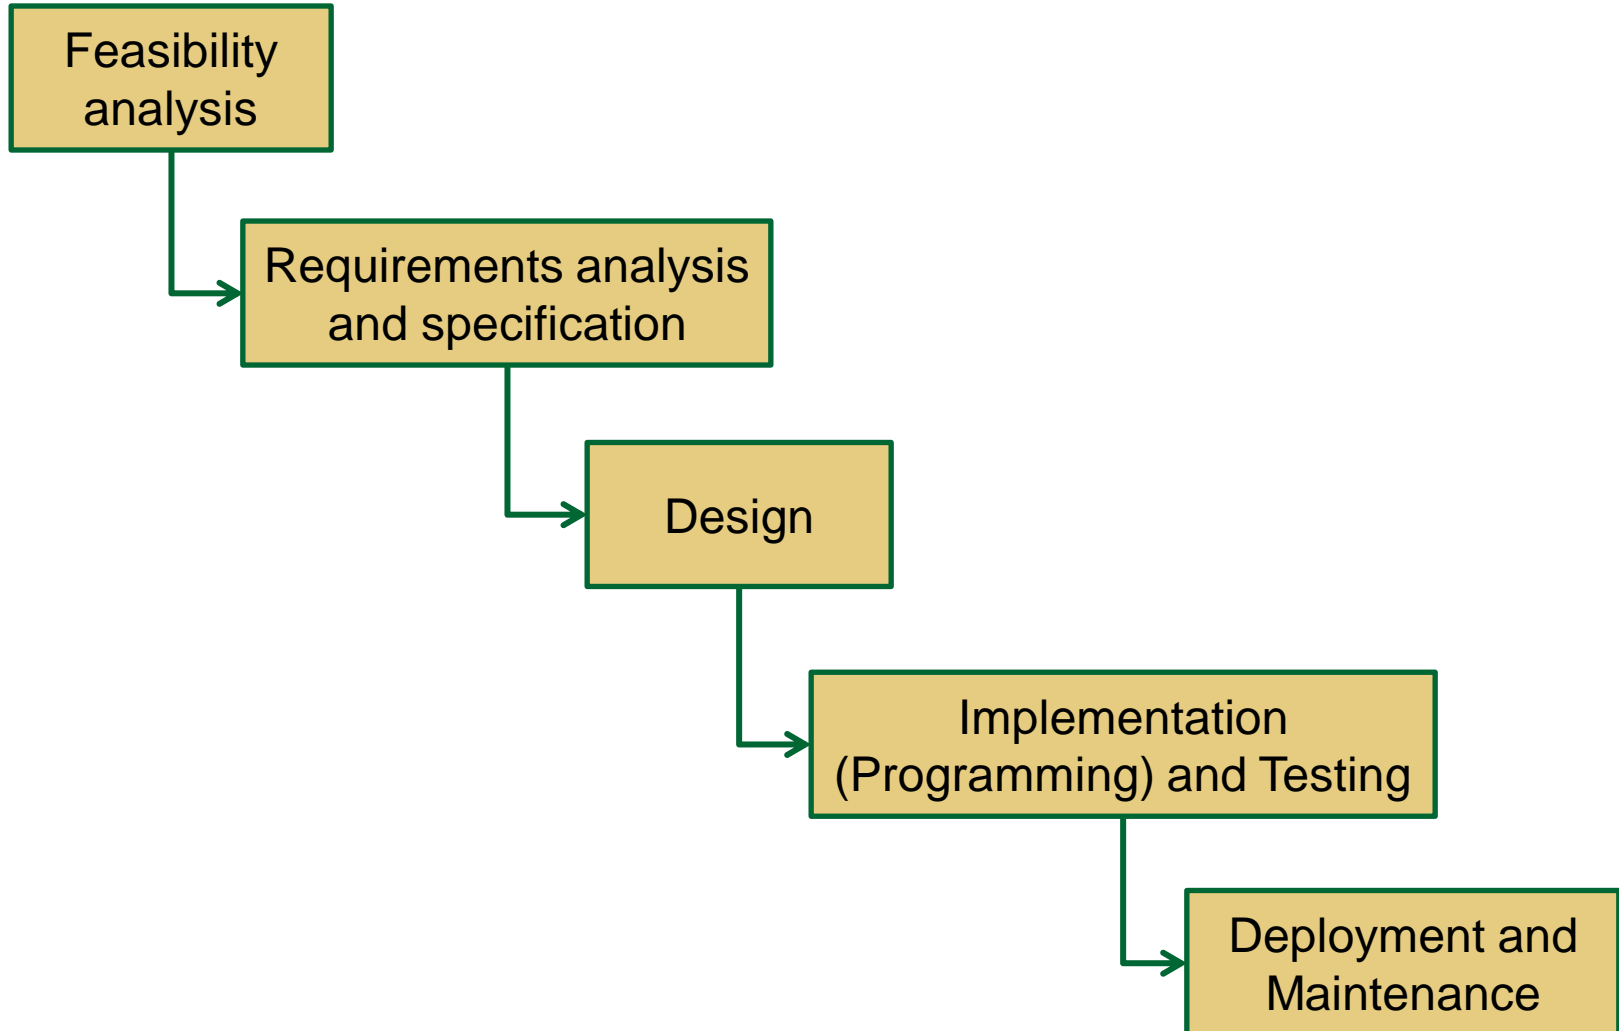 Feasibility
analysis
Requirements analysis
and specification
Design
Implementation
(Programming) and Testing
Deployment and
Maintenance